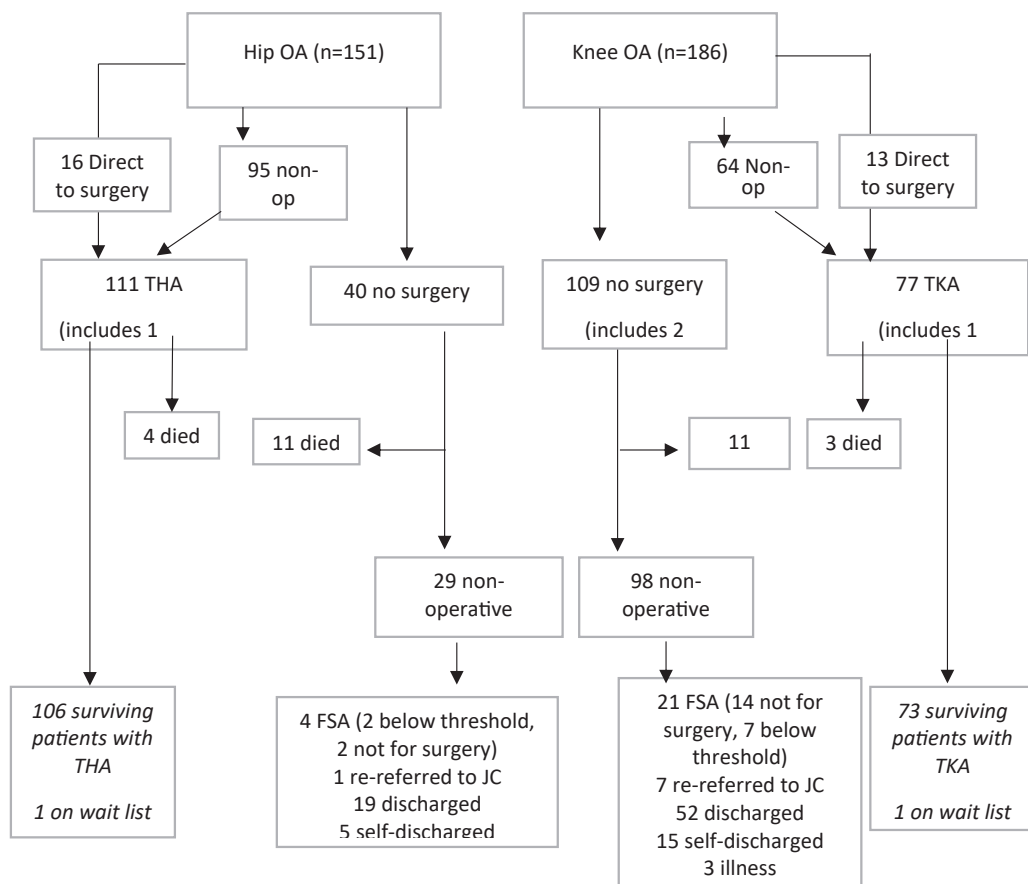 Hip OA (n=151)
Knee OA (n=186)
16 Direct
to surgery
95 non-
op
64 Non-
op
13 Direct
to surgery
111 THA
(includes 1
40 no surgery
109 no surgery
(includes 2
77 TKA
(includes 1
4 died
11 died
11
3 died
29 non-
operative
98 non-
operative
106 surviving
patients with
THA
1 on wait list
4 FSA (2 below threshold,
2 not for surgery)
1 re-referred to JC
19 discharged
5 self-discharged
21 FSA (14 not for
surgery, 7 below
threshold)
7 re-referred to JC
52 discharged
15 self-discharged
3 illness
73 surviving
patients with
TKA
1 on wait list